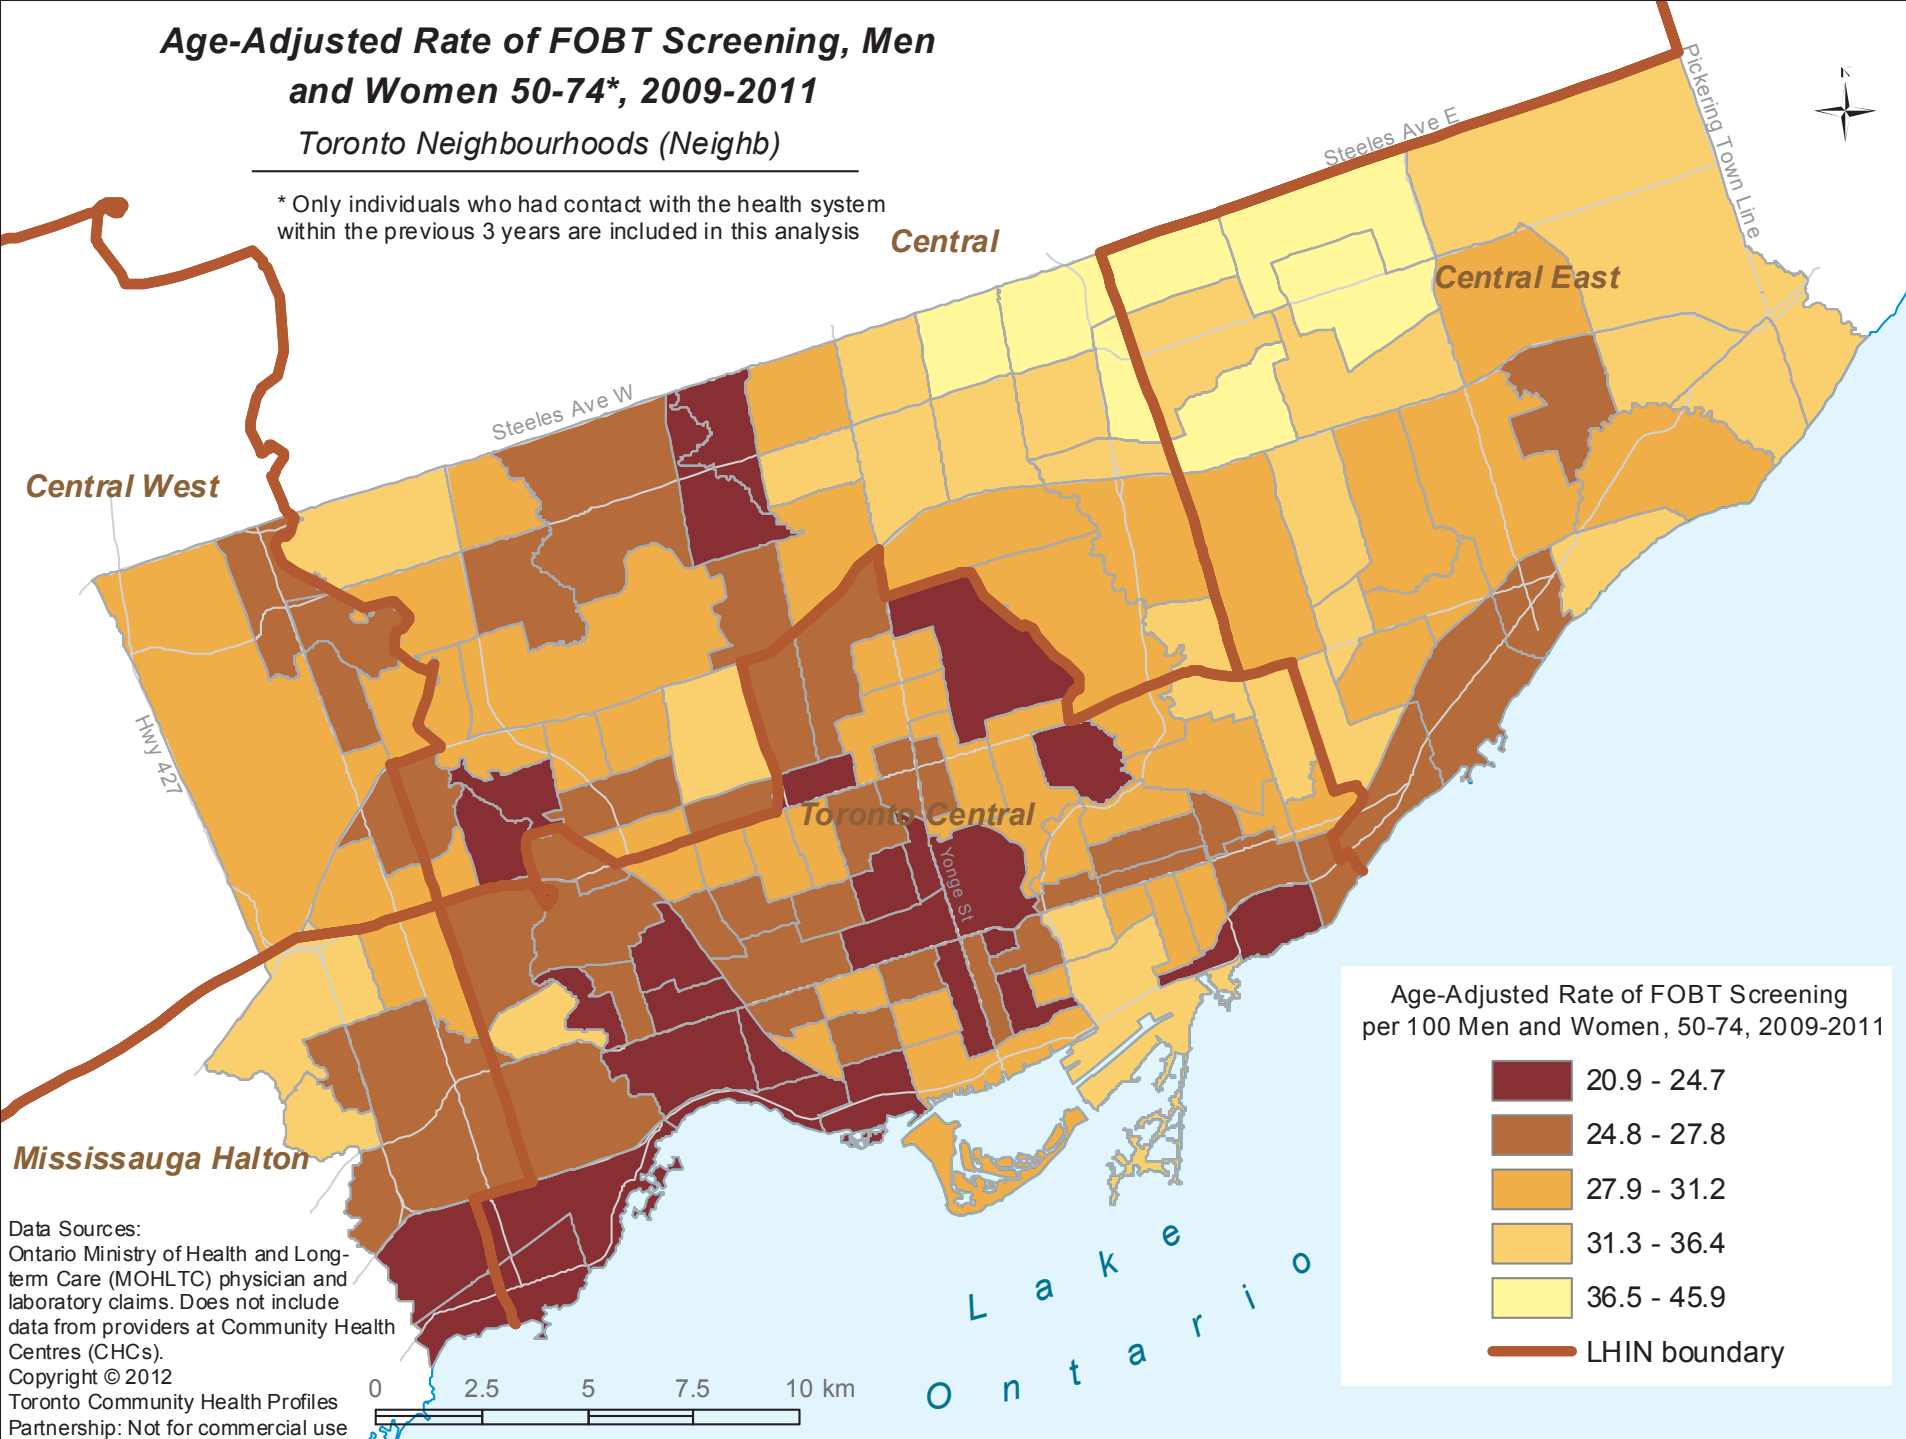 Age-Adjusted Rate of FOBT Screening, Men
and Women 50-74*, 2009-2011
Toronto Neighbourhoods (Neighb)
* Only individuals who had contact with the health system
within the previous 3 years are included in this analysis
N
Pickering Town Line
Steeles Ave E
Central
Central East
Steeles Ave W
Central West
Hwy 427
Toronto Central
Yonge St
Mississauga Halton
Lake
Ontario
Age-Adjusted Rate of FOBT Screening
per 100 Men and Women, 50-74, 2009-2011
20.9 - 24.7
24.8 - 27.8
27.9 - 31.2
31.3 - 36.4
36.5 - 45.9
LHIN boundary
Data Sources:
Ontario Ministry of Health and Long-
term Care (MOHLTC) physician and
laboratory claims. Does not include
data from providers at Community Health
Centres (CHCs).
Copyright © 2012
Toronto Community Health Profiles
Partnership: Not for commercial use
0 2.5 5 7.5 10 km